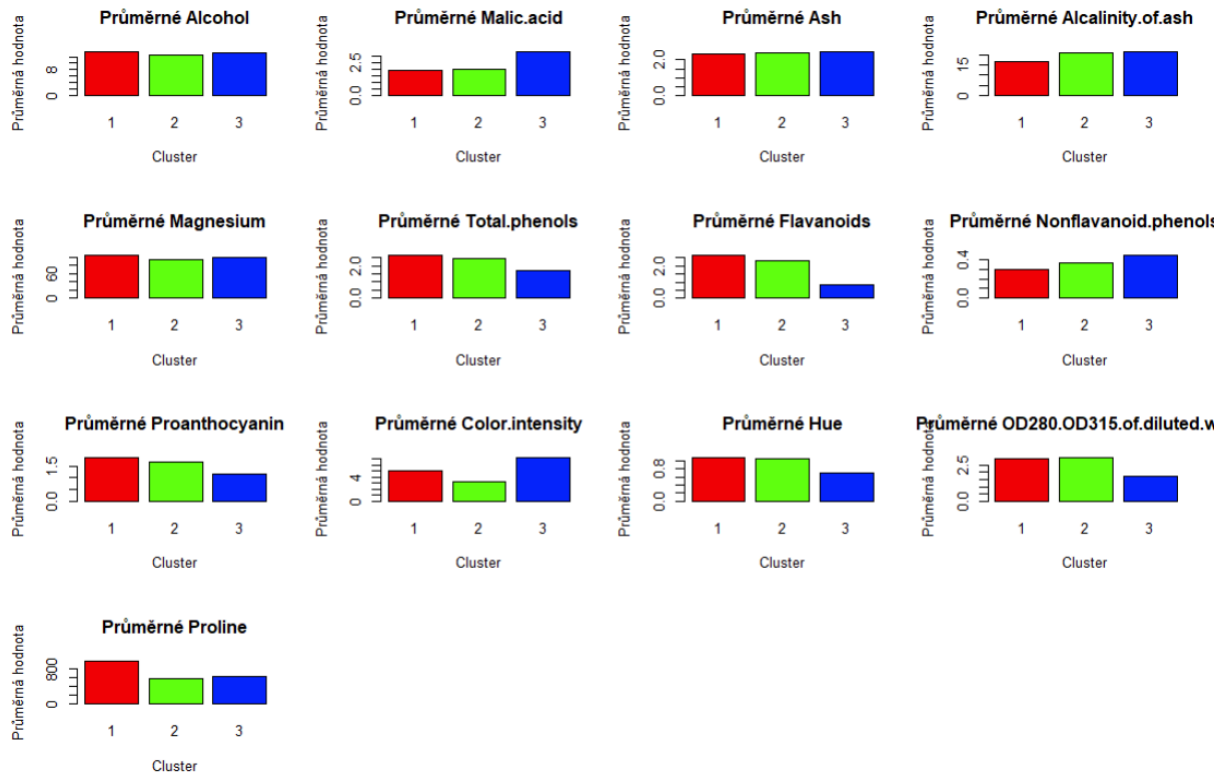 Průměrné Alcohol
Průměrná hodnota
8
0
1 2 3
Cluster
Průměrné Malic.acid
Průměrná hodnota
2.5
0.0
1 2 3
Cluster
Průměrné Ash
Průměrná hodnota
2.0
0.0
1 2 3
Cluster
Průměrné Alcalinity.of.ash
Průměrná hodnota
15
0
1 2 3
Cluster
Průměrné Magnesium
Průměrná hodnota
60
0
1 2 3
Cluster
Průměrné Total.phenols
Průměrná hodnota
2.0
0.0
1 2 3
Cluster
Průměrné Flavanoids
Průměrná hodnota
2.0
0.0
1 2 3
Cluster
Průměrné Nonflavanoid.phenols
Průměrná hodnota
0.4
0.0
1 2 3
Cluster
Průměrné Proanthocyanin
Průměrná hodnota
1.5
0.0
1 2 3
Cluster
Průměrné Color.intensity
Průměrná hodnota
4
0
1 2 3
Cluster
Průměrné Hue
Průměrná hodnota
0.8
0.0
1 2 3
Cluster
Průměrné OD280.OD315.of.diluted.w
Průměrná hodnota
2.5
0.0
1 2 3
Cluster
Průměrné Proline
Průměrná hodnota
800
0
1 2 3
Cluster